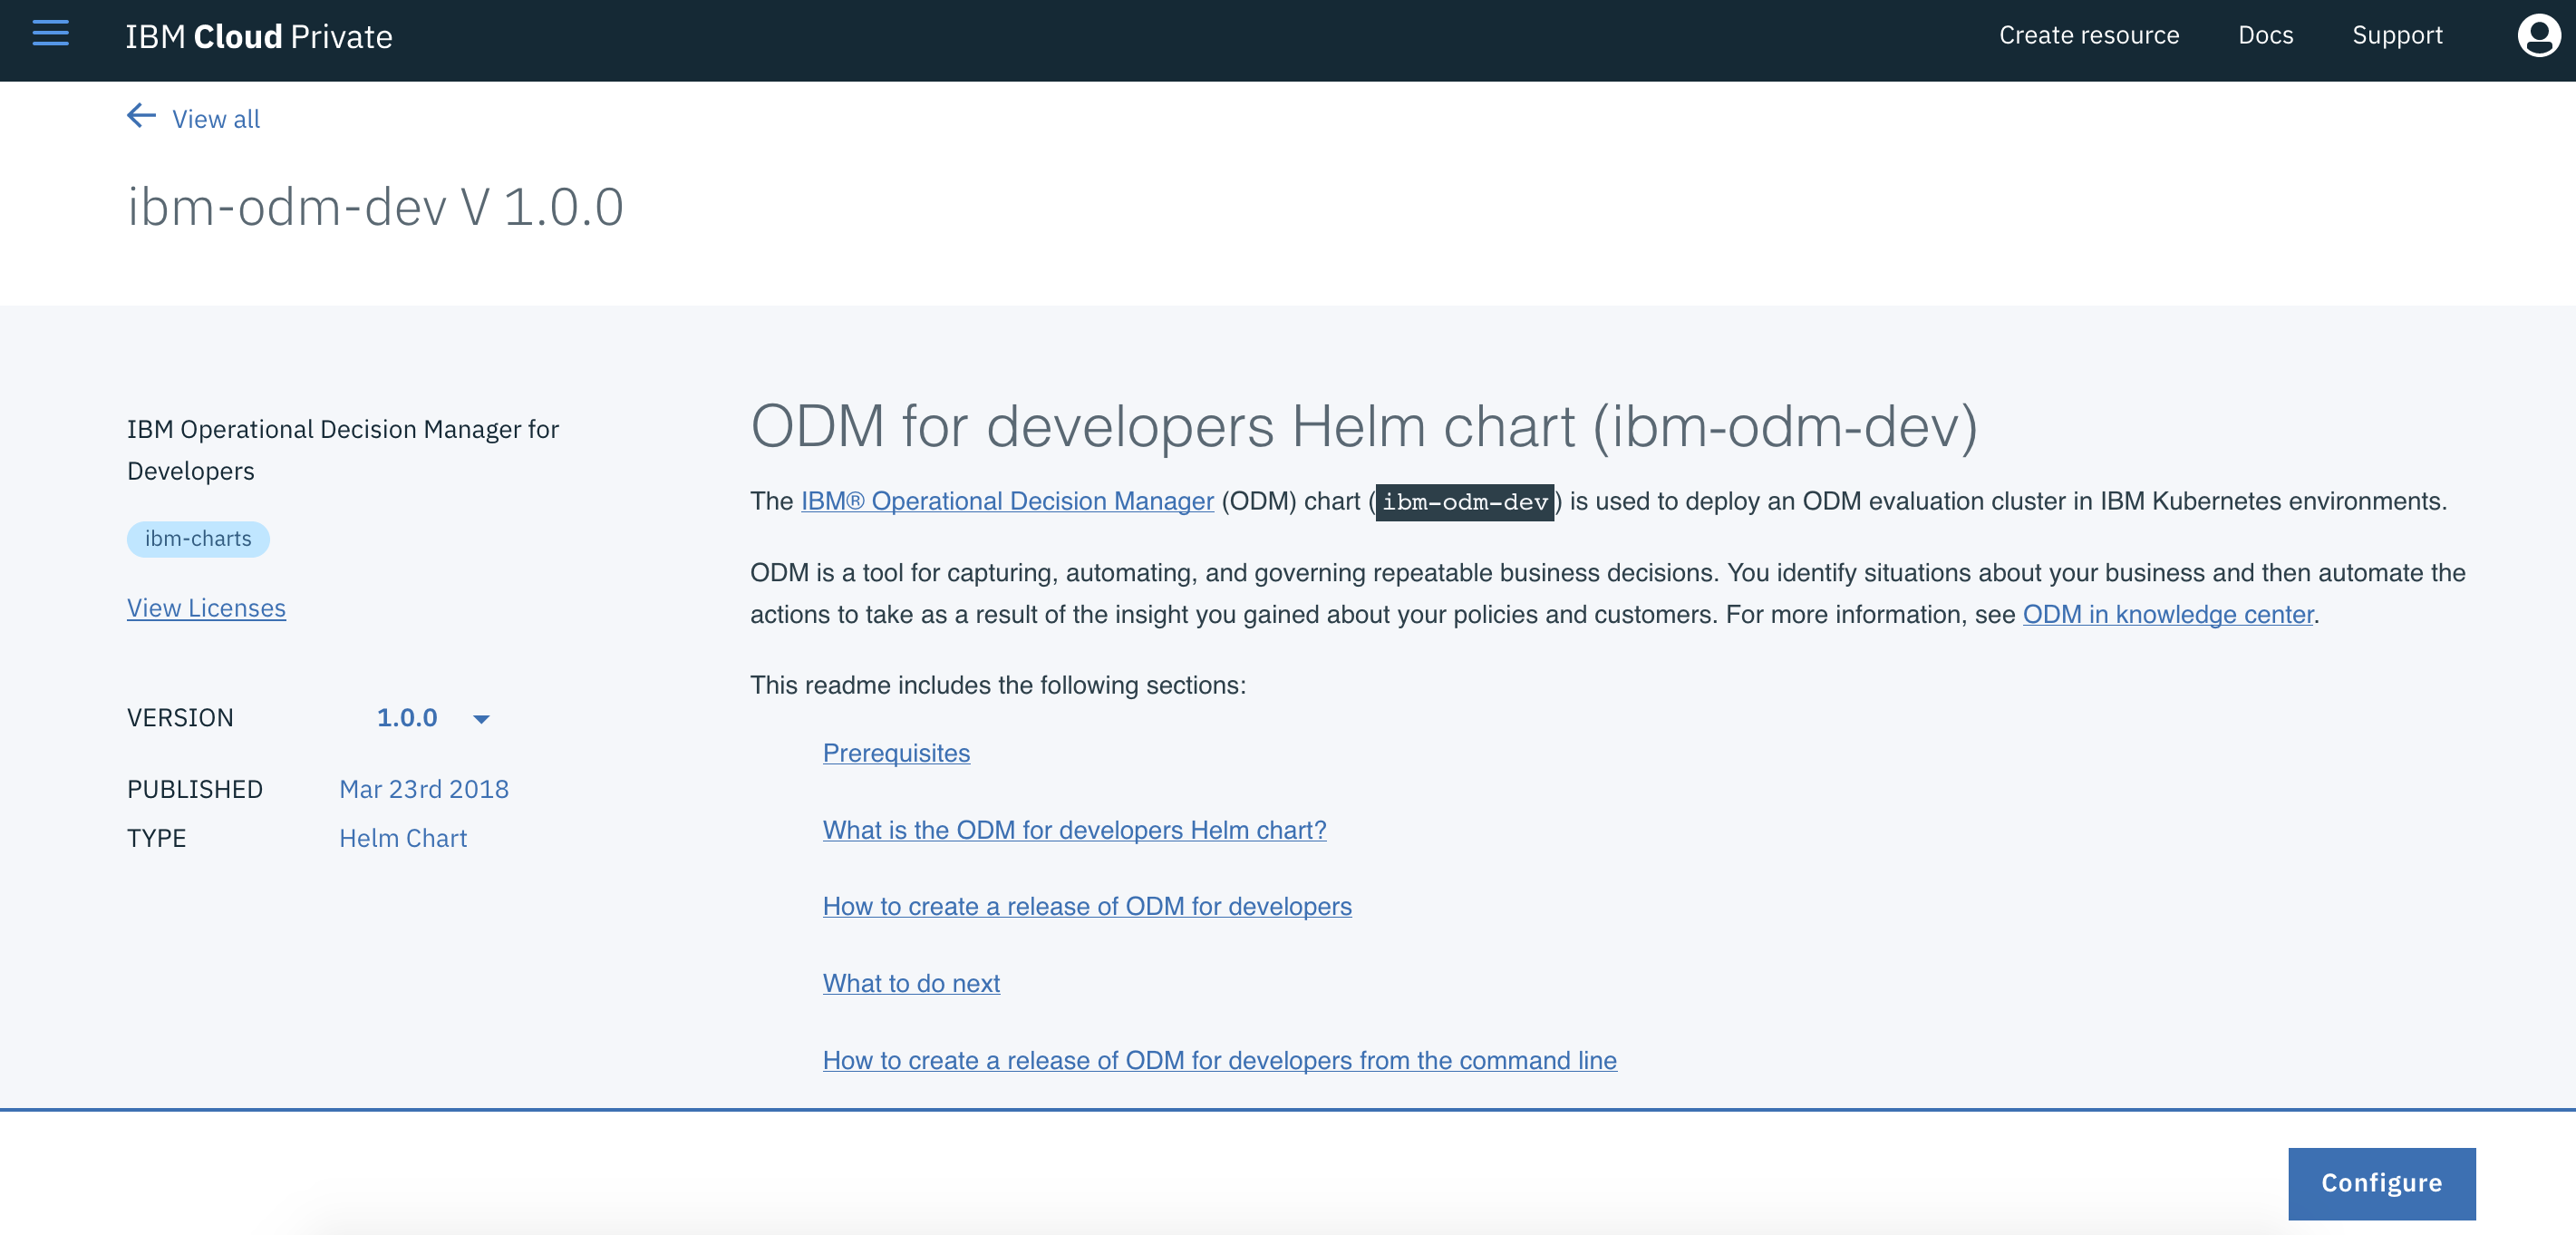 IBM Cloud Private
Create resource
Docs
Support
View all
ibm-odm-dev V 1.0.0
IBM Operational Decision Manager for
Developers
ibm-charts
View Licenses
VERSION 1.0.0
PUBLISHED Mar 23rd 2018
TYPE Helm Chart
ODM for developers Helm chart (ibm-odm-dev)
The IBM® Operational Decision Manager (ODM) chart (ibm-odm-dev) is used to deploy an ODM evaluation cluster in IBM Kubernetes environments.
ODM is a tool for capturing, automating, and governing repeatable business decisions. You identify situations about your business and then automate the
actions to take as a result of the insight you gained about your policies and customers. For more information, see ODM in knowledge center.
This readme includes the following sections:
Prerequisites
What is the ODM for developers Helm chart?
How to create a release of ODM for developers
What to do next
How to create a release of ODM for developers from the command line
Configure